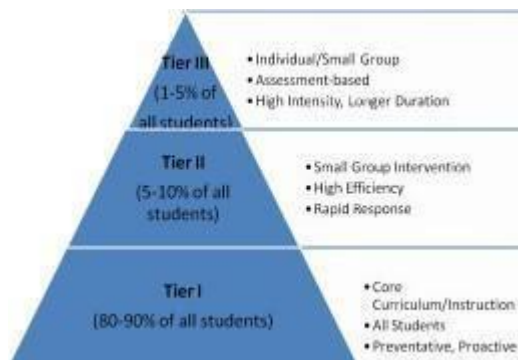 Tier III
(1-5% of
all students)
• Individual/Small Group
• Assessment-based
• High Intensity, Longer Duration
Tier II
(5-10% of all
students)
• Small Group Intervention
• High Efficiency
• Rapid Response
Tier I
(80-90% of all students)
• Core
Curriculum/Instruction
• All Students
• Preventative, Proactive